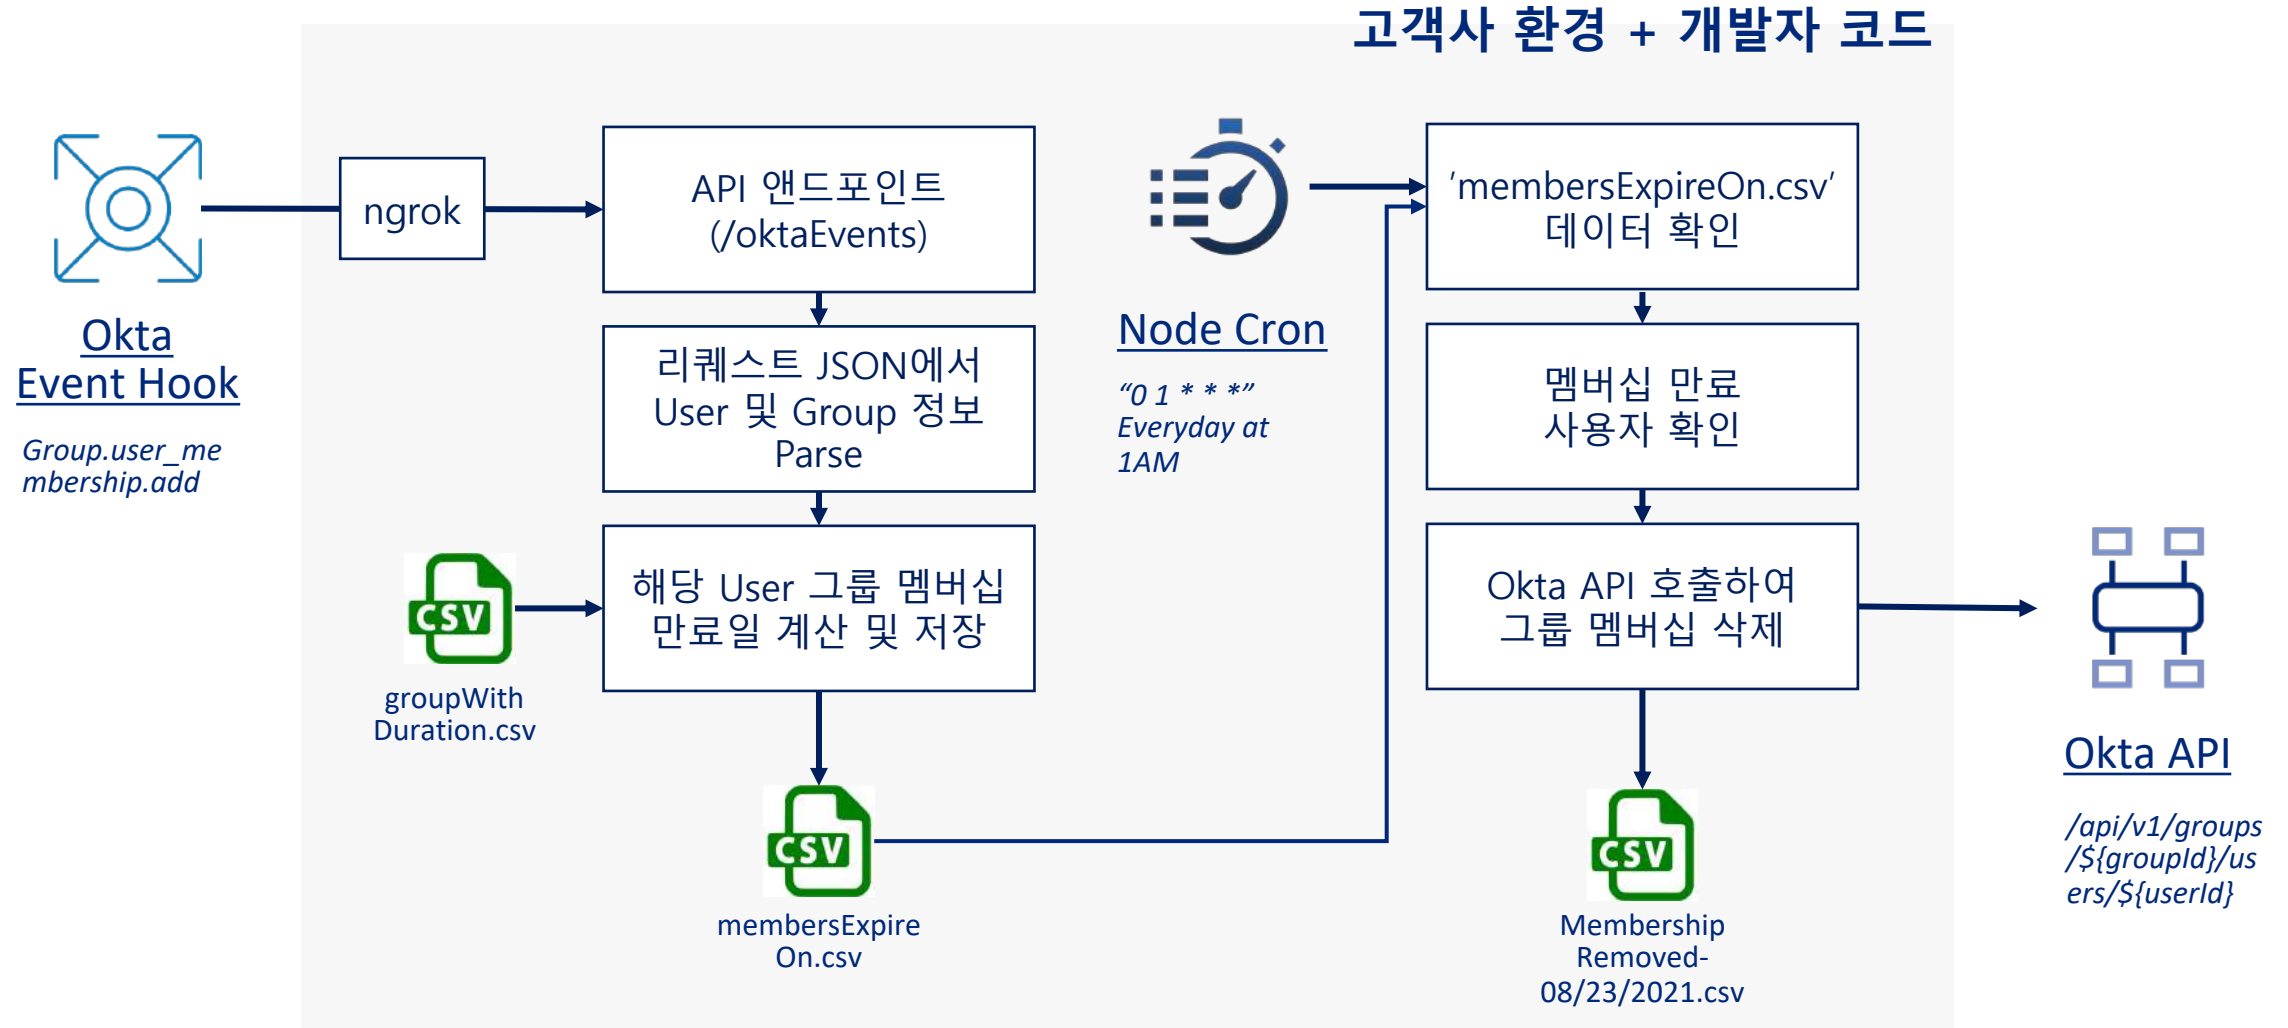 고객사 환경 + 개발자 코드
Okta
Event Hook
Group.user_me
mbership.add
ngrok
API 앤드포인트
(/oktaEvents)
리퀘스트 JSON에서
User 및 Group 정보
Parse
CSV
groupWith
Duration.csv
해당 User 그룹 멤버십
만료일 계산 및 저장
CSV
membersExpire
On.csv
Node Cron
“0 1 * * *”
Everyday at
1AM
’membersExpireOn.csv’
데이터 확인
멤버십 만료
사용자 확인
Okta API 호출하여
그룹 멤버십 삭제
CSV
Membership
Removed-
08/23/2021.csv
Okta API
/api/v1/groups
/${groupId}/us
ers/${userId}